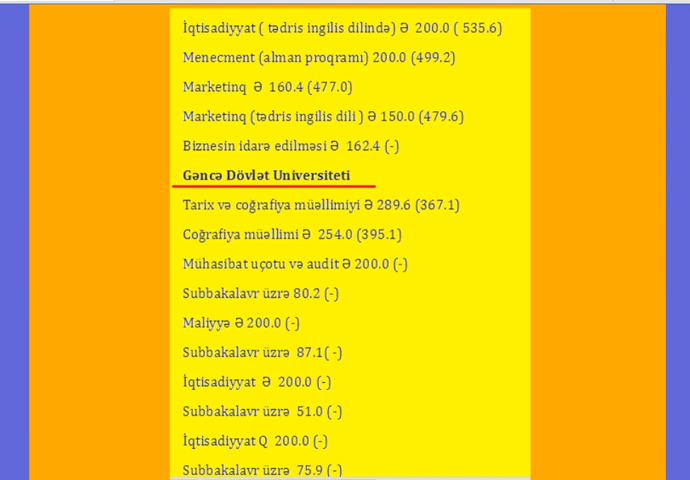 İqtisadiyyat ( tədris ingilis dilində) Ə 200.0 ( 535.6)
Menecment (alman proqramı) 200.0 (499.2)
Marketinq Ə 160.4 (477.0)
Marketinq (tədris ingilis dili ) Ə 150.0 (479.6)
Biznesin idarə edilməsi Ə 162.4 (-)
Gəncə Dövlət Universiteti
Tarix və coğrafiya müəllimiyi Ə 289.6 (367.1)
Coğrafiya müəllimi Ə 254.0 (395.1)
Mühasibat uçotu və audit Ə 200.0 (-)
Subbakalavr üzrə 80.2 (-)
Maliyyə Ə 200.0 (-)
Subbakalavr üzrə 87.1( -)
İqtisadiyyat Ə 200.0 (-)
Subbakalavr üzrə 51.0 (-)
İqtisadiyyat Q 200.0 (-)
Subbakalavr üzrə 75.9 (-)